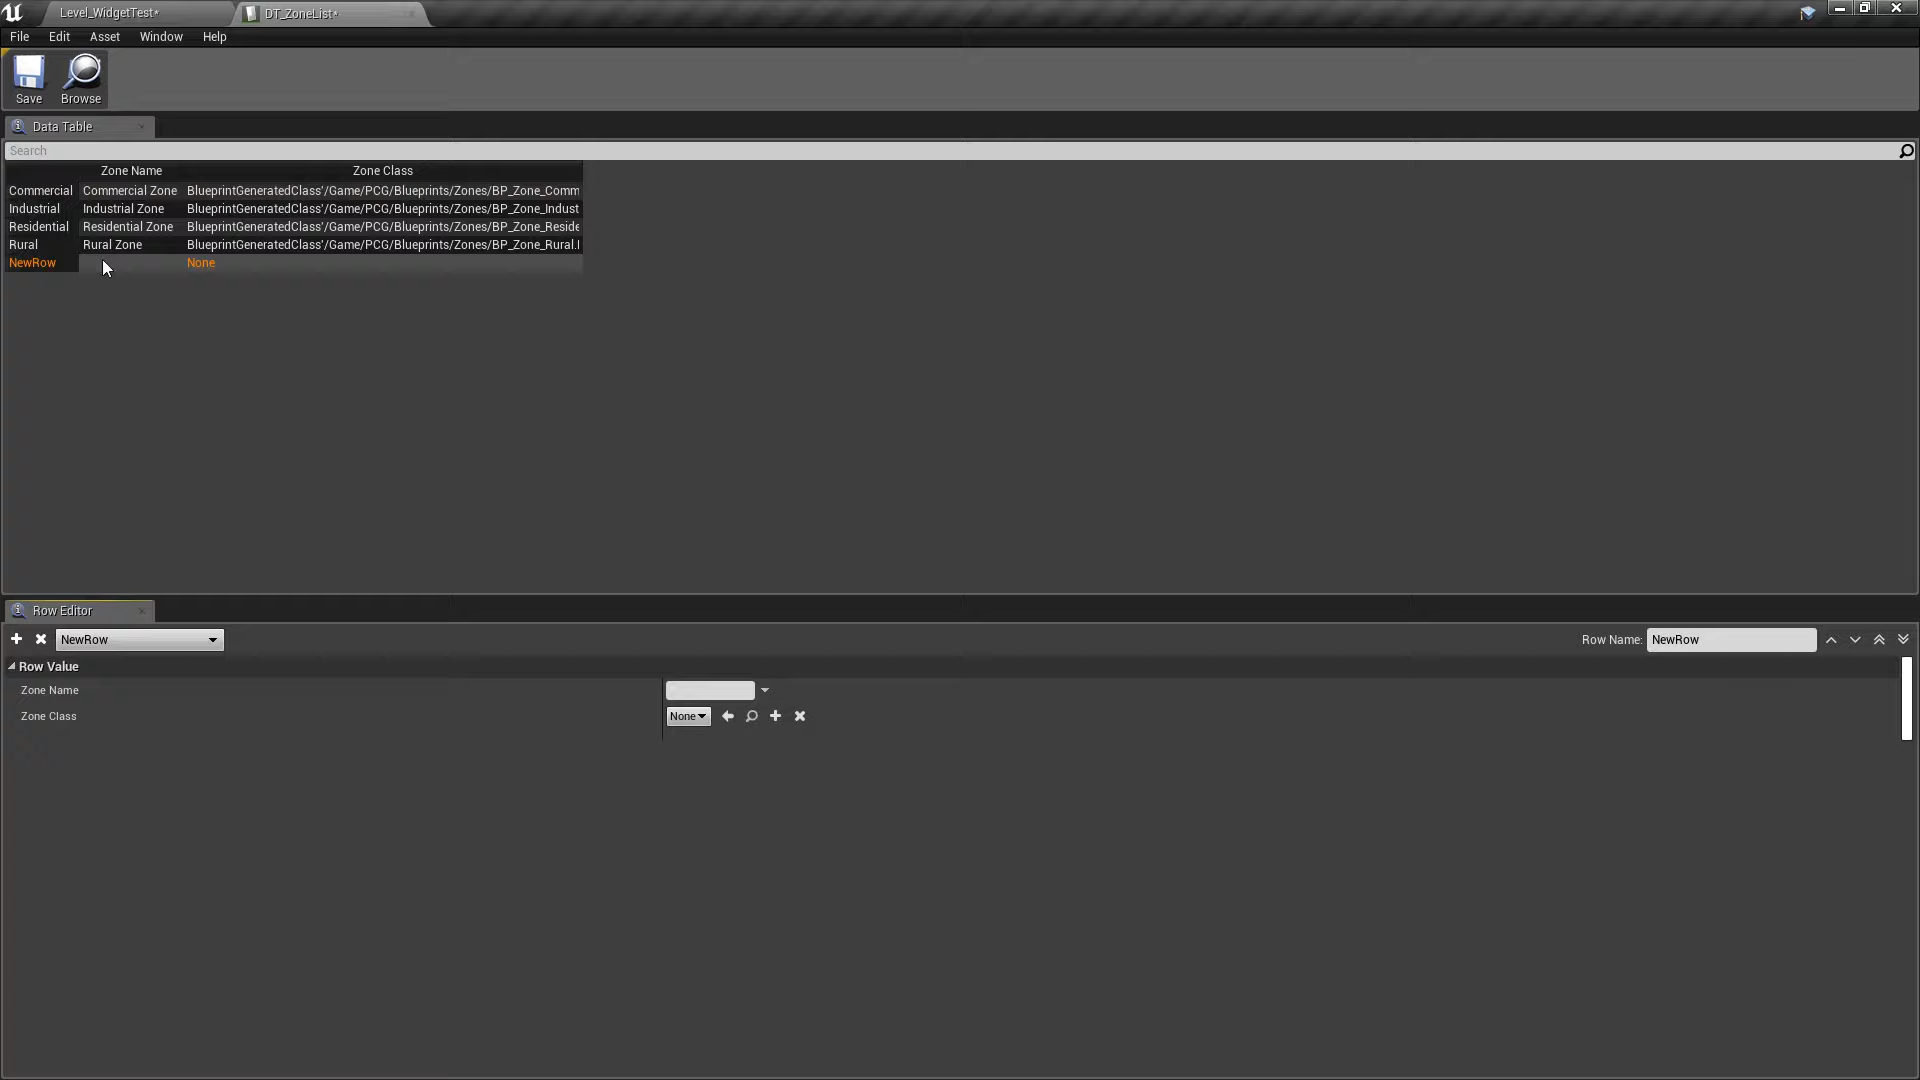 Level_WidgetTest* DT_ZoneList*
File Edit Asset Window Help
Save Browse
Data Table
Search
Zone Name Zone Class
Commercial Commercial Zone BlueprintGeneratedClass'/Game/PCG/Blueprints/Zones/BP_Zone_Comm
Industrial Industrial Zone BlueprintGeneratedClass'/Game/PCG/Blueprints/Zones/BP_Zone_Indust
Residential Residential Zone BlueprintGeneratedClass'/Game/PCG/Blueprints/Zones/BP_Zone_Reside
Rural Rural Zone BlueprintGeneratedClass'/Game/PCG/Blueprints/Zones/BP_Zone_Rural.
NewRow None
Row Editor
NewRow Row Name: NewRow
Row Value
Zone Name
Zone Class None